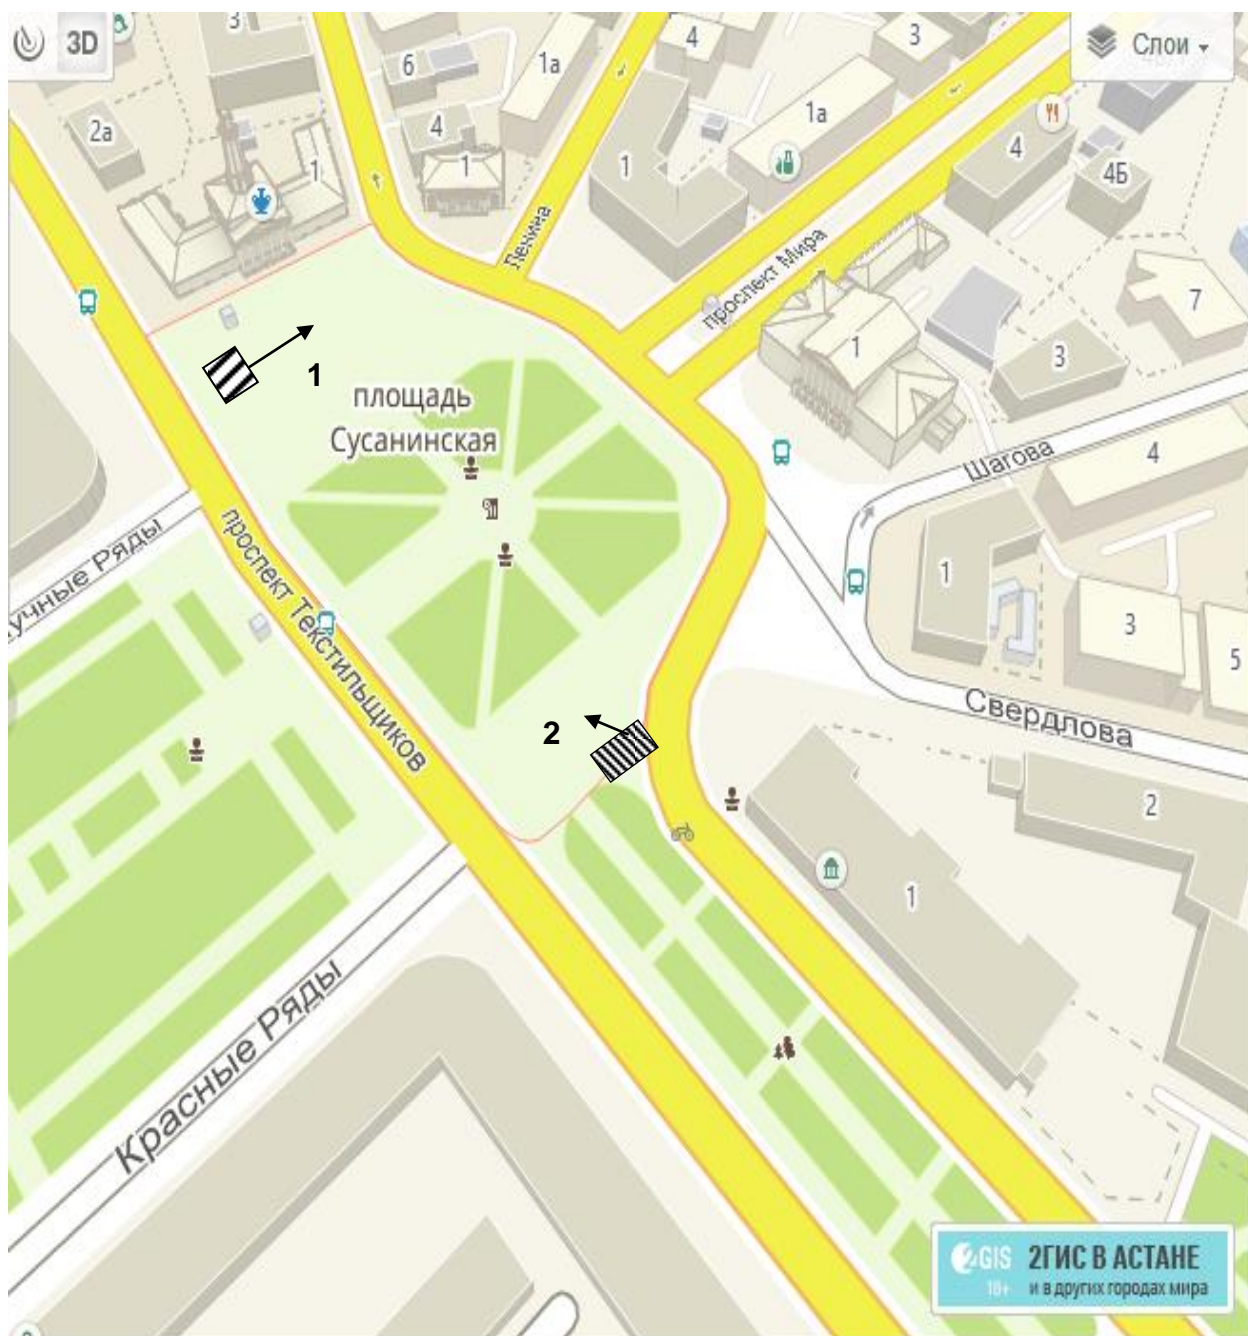 3D
3
6
1а
4
3
Слои
2а
4
1
1
1
1а
4
4Б
Ленина
проспект Мира
7
1
3
1
площадь
Сусанинская
Шагова
4
проспект Текстильщиков
1
3
5
Свердлова
2
2
1
Красные Ряды
2GIS
18+
2ГИС В АСТАНЕ
и в других городах мира